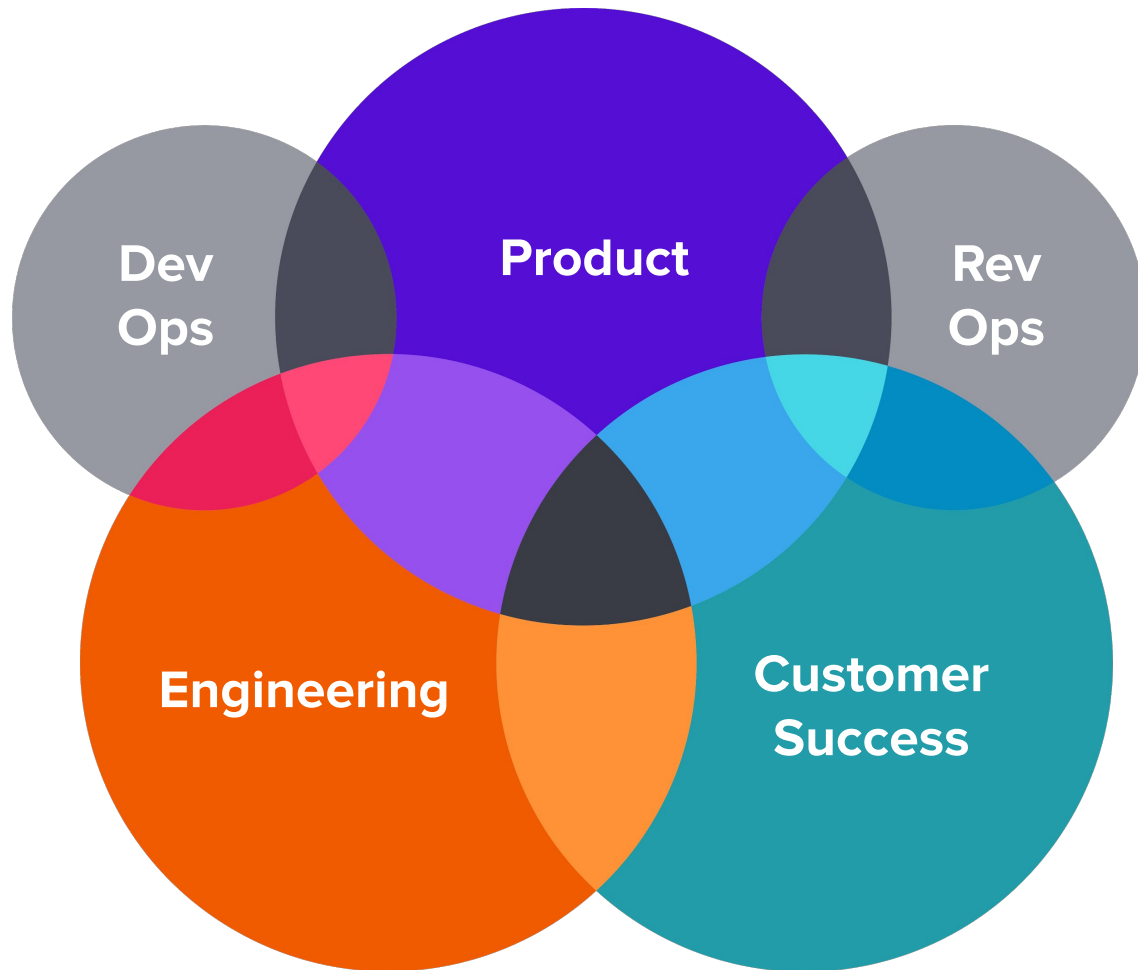 Product
Dev
Ops
Rev
Ops
Engineering
Customer
Success